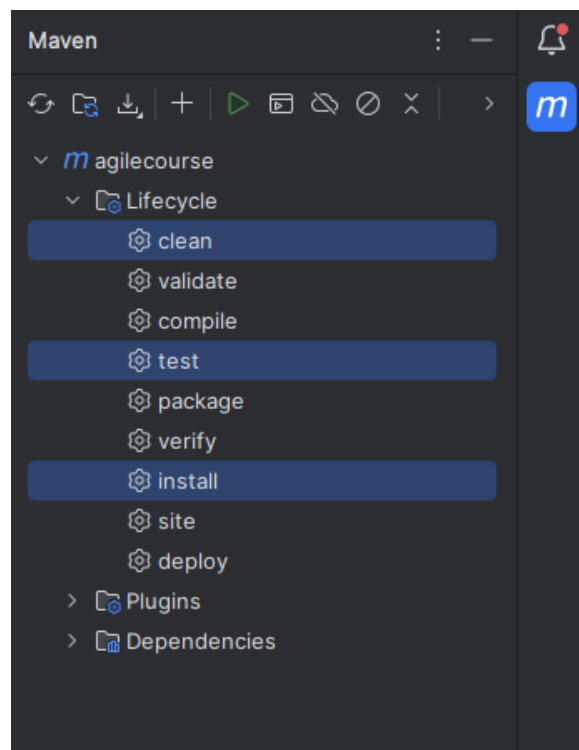 Maven
m
m agilecourse
Lifecycle
clean
validate
compile
test
package
verify
install
site
deploy
Plugins
Dependencies